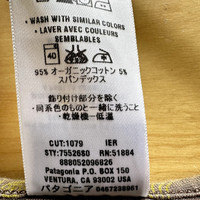 • WASH WITH SIMILAR COLORS
• LAVER AVEC COULEURS
SEMBLABLES
40
95% オーガニックコットン 5%
スパンデックス
飾り付け部分を除く
・同系色のものと一緒に洗うこと
・乾燥機－低温
CUT:1079 IER
STY:7552680 RN:51884
888052096826
Patagonia P.O. BOX 150
VENTURA, CA 93002 USA
パタゴニア 0467238901